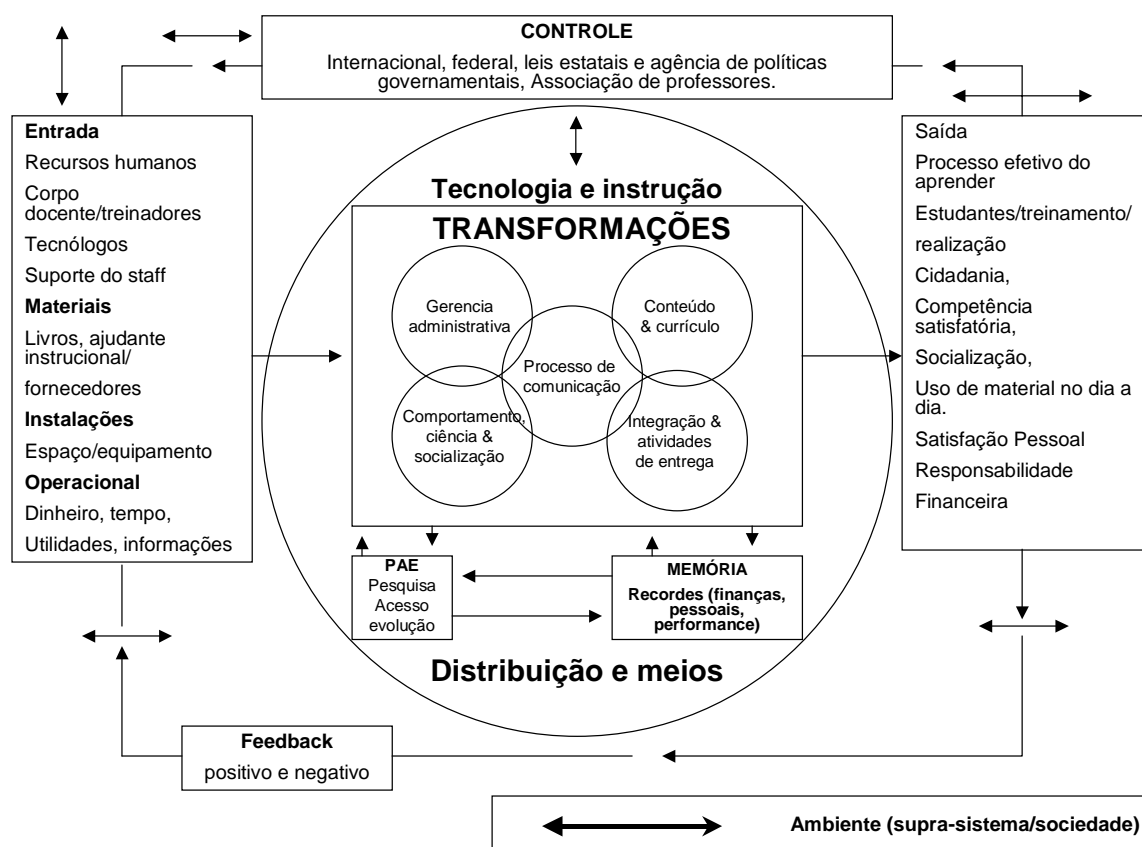 CONTROLE
Internacional, federal, leis estatais e agência de políticas
governamentais, Associação de professores.
Entrada
Recursos humanos
Corpo
docente/treinadores
Tecnólogos
Suporte do staff
Materiais
Livros, ajudante
instrucional/
fornecedores
Instalações
Espaço/equipamento
Operacional
Dinheiro, tempo,
Utilidades, informações
Tecnologia e instrução
TRANSFORMAÇÕES
Gerencia
administrativa
Conteúdo
& currículo
Processo de
comunicação
Comportamento,
ciência &
socialização
Integração &
atividades
de entrega
PAE
Pesquisa
Acesso
evolução
MEMÓRIA
Recordes (finanças,
pessoais,
performance)
Distribuição e meios
Saída
Processo efetivo do
aprender
Estudantes/treinamento/
realização
Cidadania,
Competência
satisfatória,
Socialização,
Uso de material no dia a
dia.
Satisfação Pessoal
Responsabilidade
Financeira
Feedback
positivo e negativo
Ambiente (supra-sistema/sociedade)